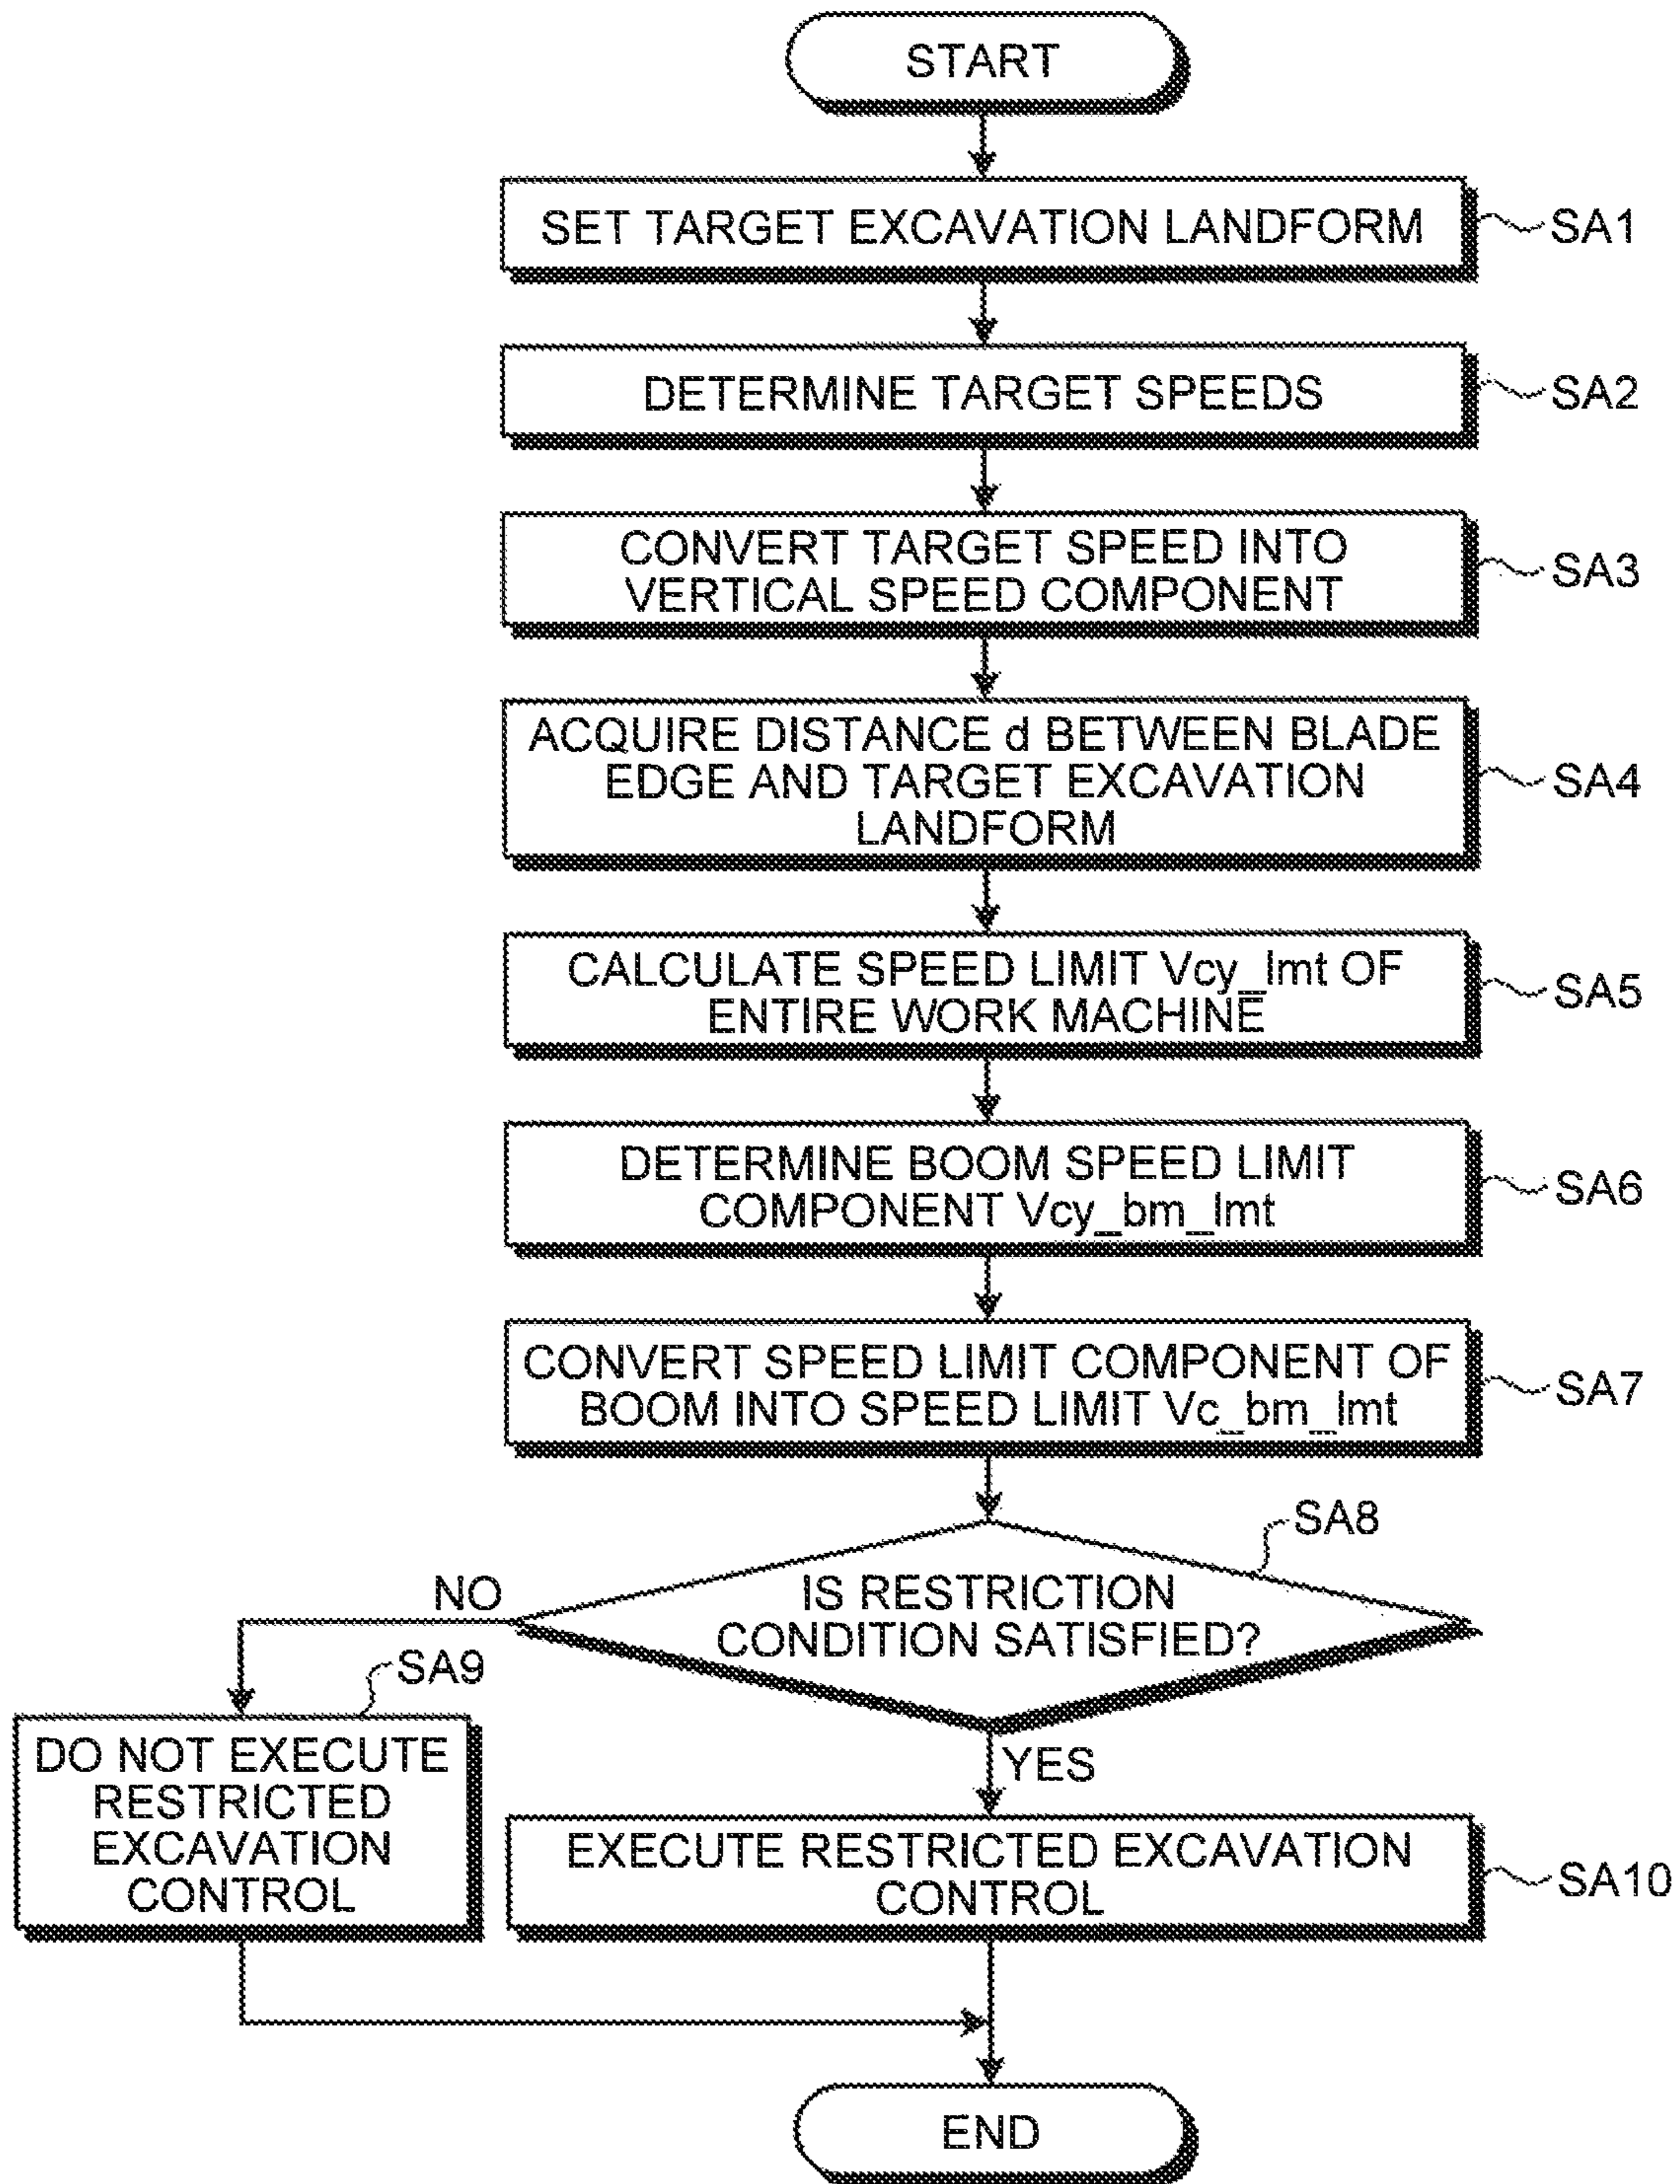 START
SET TARGET EXCAVATION LANDFORM
SA1
DETERMINE TARGET SPEEDS
SA2
CONVERT TARGET SPEED INTO
VERTICAL SPEED COMPONENT
SA3
ACQUIRE DISTANCE d BETWEEN BLADE
EDGE AND TARGET EXCAVATION
LANDFORM
SA4
CALCULATE SPEED LIMIT Vcy_lmt OF
ENTIRE WORK MACHINE
SA5
DETERMINE BOOM SPEED LIMIT
COMPONENT Vcy_bm_lmt
SA6
CONVERT SPEED LIMIT COMPONENT OF
BOOM INTO SPEED LIMIT Vc_bm_lmt
SA7
SA8
IS RESTRICTION
CONDITION SATISFIED?
NO
SA9
DO NOT EXECUTE
RESTRICTED
EXCAVATION
CONTROL
YES
EXECUTE RESTRICTED EXCAVATION
CONTROL
SA10
END